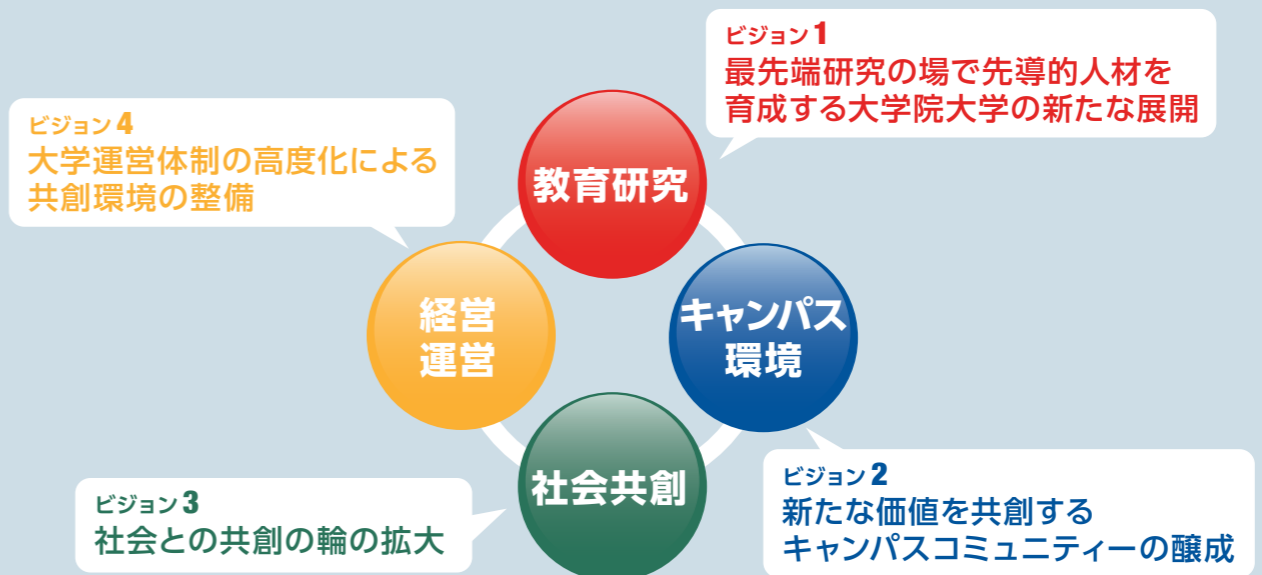 ビジョン1
最先端研究の場で先導的人材を
育成する大学院大学の新たな展開
ビジョン4
大学運営体制の高度化による
共創環境の整備
教育研究
経営
運営
キャンパス
環境
社会共創
ビジョン3
社会との共創の輪の拡大
ビジョン2
新たな価値を共創する
キャンパスコミュニティーの醸成